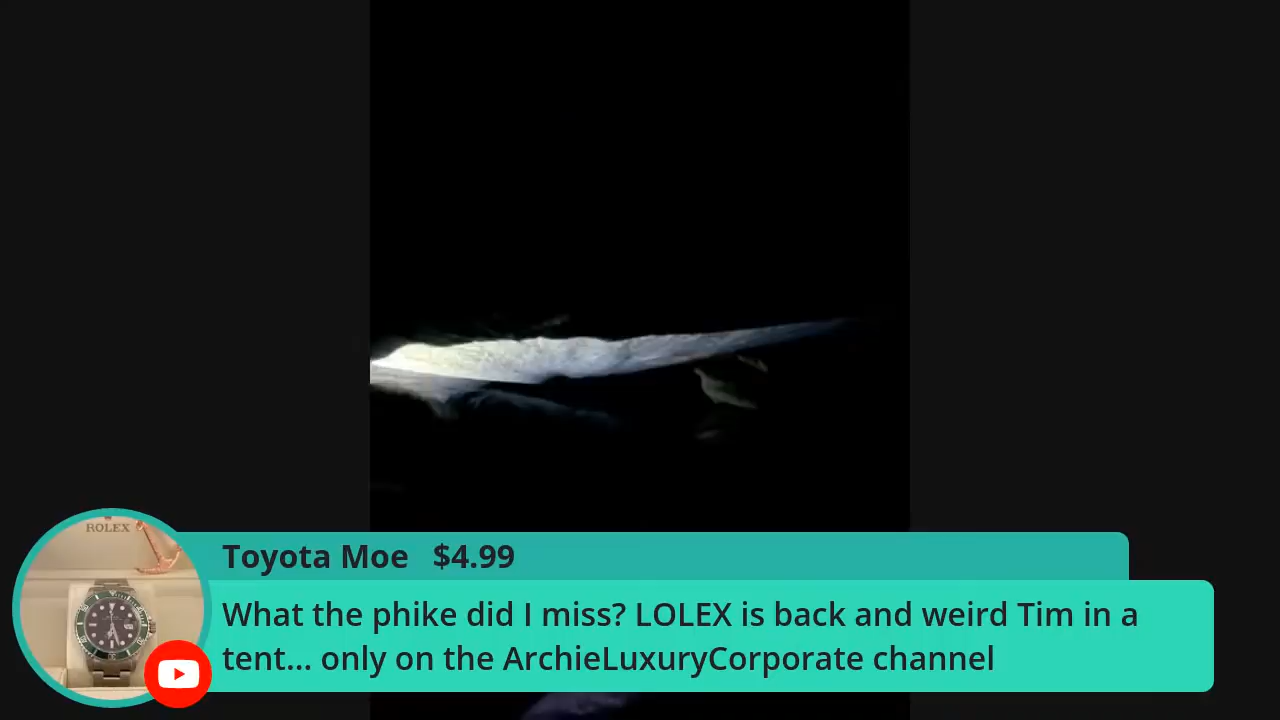 ROLEX
Toyota Moe $4.99
What the phike did I miss? LOLEX is back and weird Tim in a
tent... only on the ArchieLuxuryCorporate channel